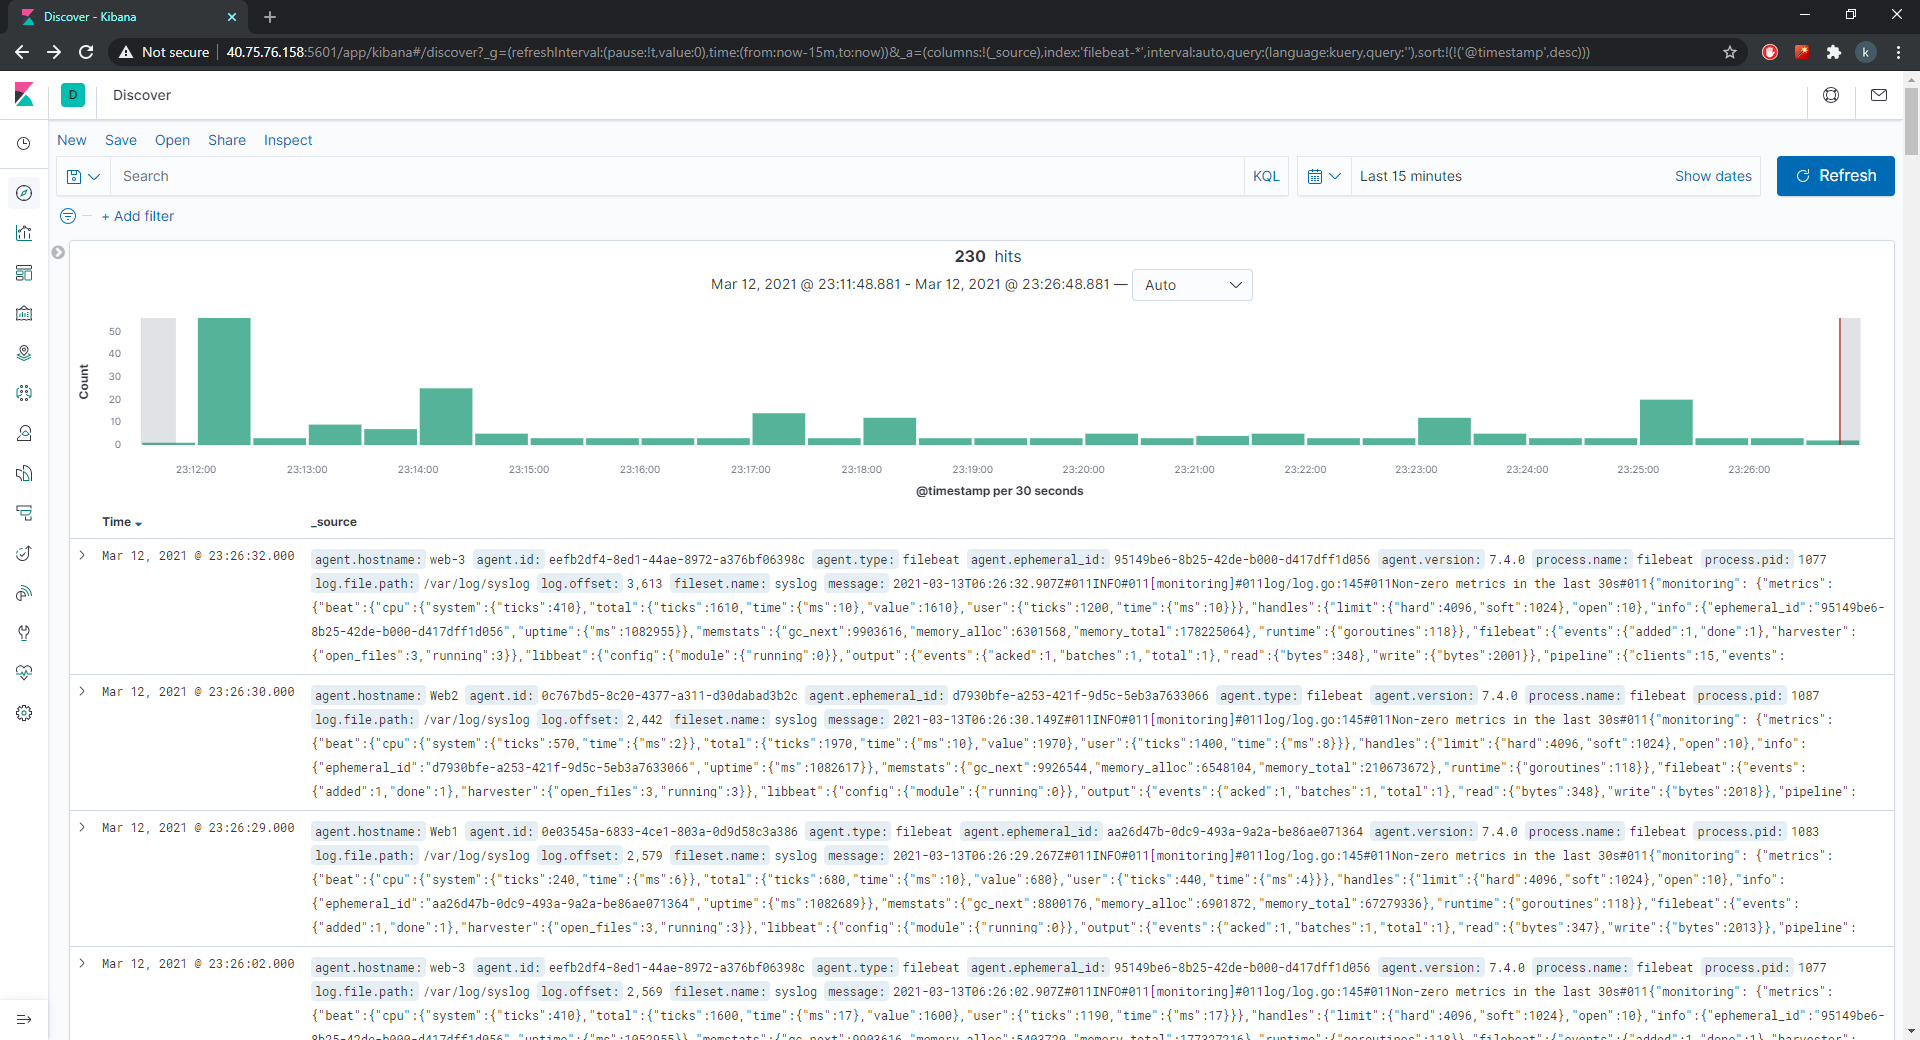 Discover - Kibana
Not secure | 40.75.76.158:5601/app/kibana#/discover?_g=(refreshInterval:(pause:!t,value:0),time:(from:now-15m,to:now))&_a=(columns:!(_source),index:'filebeat-*',interval:auto,query:(language:kuery,query:''),sort:!(!('@timestamp',desc)))
k
D
Discover
New Save Open Share Inspect
Search
KQL
Last 15 minutes
Show dates
Refresh
+ Add filter
230 hits
Mar 12, 2021 @ 23:11:48.881 - Mar 12, 2021 @ 23:26:48.881 —
Auto
Count
50
40
30
20
10
0
23:12:00 23:13:00 23:14:00 23:15:00 23:16:00 23:17:00 23:18:00 23:19:00 23:20:00 23:21:00 23:22:00 23:23:00 23:24:00 23:25:00 23:26:00
@timestamp per 30 seconds
Time _source
Mar 12, 2021 @ 23:26:32.000 agent.hostname: web-3 agent.id: eefb2df4-8ed1-44ae-8972-a376bf06398c agent.type: filebeat agent.ephemeral_id: 95149be6-8b25-42de-b000-d417dff1d056 agent.version: 7.4.0 process.name: filebeat process.pid: 1077
log.file.path: /var/log/syslog log.offset: 3,613 fileset.name: syslog message: 2021-03-13T06:26:32.907Z#011INFO#011[monitoring]#011log/log.go:145#011Non-zero metrics in the last 30s#011{"monitoring": {"metrics":
{"beat":{"cpu":{"system":{"ticks":410},"total":{"ticks":1610,"time":{"ms":10},"value":1610},"user":{"ticks":1200,"time":{"ms":10}}},"handles":{"limit":{"hard":4096,"soft":1024},"open":10},"info":{"ephemeral_id":"95149be6-
8b25-42de-b000-d417dff1d056","uptime":{"ms":1082955}},"memstats":{"gc_next":9903616,"memory_alloc":6301568,"memory_total":178225064},"runtime":{"goroutines":118}},"filebeat":{"events":{"added":1,"done":1},"harvester":
{"open_files":3,"running":3}},"libbeat":{"config":{"module":{"running":0}},"output":{"events":{"acked":1,"batches":1,"total":1},"read":{"bytes":348},"write":{"bytes":2001}},"pipeline":{"clients":15,"events":
Mar 12, 2021 @ 23:26:30.000 agent.hostname: Web2 agent.id: 0c767bd5-8c20-4377-a311-d30dabad3b2c agent.ephemeral_id: d7930bfe-a253-421f-9d5c-5eb3a7633066 agent.type: filebeat agent.version: 7.4.0 process.name: filebeat process.pid: 1087
log.file.path: /var/log/syslog log.offset: 2,442 fileset.name: syslog message: 2021-03-13T06:26:30.149Z#011INFO#011[monitoring]#011log/log.go:145#011Non-zero metrics in the last 30s#011{"monitoring": {"metrics":
{"beat":{"cpu":{"system":{"ticks":570,"time":{"ms":2}},"total":{"ticks":1970,"time":{"ms":10},"value":1970},"user":{"ticks":1400,"time":{"ms":8}}},"handles":{"limit":{"hard":4096,"soft":1024},"open":10},"info":
{"ephemeral_id":"d7930bfe-a253-421f-9d5c-5eb3a7633066","uptime":{"ms":1082617}},"memstats":{"gc_next":9926544,"memory_alloc":6548104,"memory_total":210673672},"runtime":{"goroutines":118}},"filebeat":{"events":
{"added":1,"done":1},"harvester":{"open_files":3,"running":3}},"libbeat":{"config":{"module":{"running":0}},"output":{"events":{"acked":1,"batches":1,"total":1},"read":{"bytes":348},"write":{"bytes":2018}},"pipeline":
Mar 12, 2021 @ 23:26:29.000 agent.hostname: Web1 agent.id: 0e03545a-6833-4ce1-803a-0d9d58c3a386 agent.type: filebeat agent.ephemeral_id: aa26d47b-0dc9-493a-9a2a-be86ae071364 agent.version: 7.4.0 process.name: filebeat process.pid: 1083
log.file.path: /var/log/syslog log.offset: 2,579 fileset.name: syslog message: 2021-03-13T06:26:29.267Z#011INFO#011[monitoring]#011log/log.go:145#011Non-zero metrics in the last 30s#011{"monitoring": {"metrics":
{"beat":{"cpu":{"system":{"ticks":240,"time":{"ms":6}},"total":{"ticks":680,"time":{"ms":10},"value":680},"user":{"ticks":440,"time":{"ms":4}}},"handles":{"limit":{"hard":4096,"soft":1024},"open":10},"info":
{"ephemeral_id":"aa26d47b-0dc9-493a-9a2a-be86ae071364","uptime":{"ms":1082689}},"memstats":{"gc_next":8800176,"memory_alloc":6901872,"memory_total":67279336},"runtime":{"goroutines":118}},"filebeat":{"events":
{"added":1,"done":1},"harvester":{"open_files":3,"running":3}},"libbeat":{"config":{"module":{"running":0}},"output":{"events":{"acked":1,"batches":1,"total":1},"read":{"bytes":347},"write":{"bytes":2013}},"pipeline":
Mar 12, 2021 @ 23:26:02.000 agent.hostname: web-3 agent.id: eefb2df4-8ed1-44ae-8972-a376bf06398c agent.type: filebeat agent.ephemeral_id: 95149be6-8b25-42de-b000-d417dff1d056 agent.version: 7.4.0 process.name: filebeat process.pid: 1077
log.file.path: /var/log/syslog log.offset: 2,569 fileset.name: syslog message: 2021-03-13T06:26:02.907Z#011INFO#011[monitoring]#011log/log.go:145#011Non-zero metrics in the last 30s#011{"monitoring": {"metrics":
{"beat":{"cpu":{"system":{"ticks":410},"total":{"ticks":1600,"time":{"ms":17},"value":1600},"user":{"ticks":1190,"time":{"ms":17}}},"handles":{"limit":{"hard":4096,"soft":1024},"open":10},"info":{"ephemeral_id":"95149be6-
8b25-42de-b000-d417dff1d056","uptime":{"ms":1052955}},"memstats":{"gc_next":9903616,"memory_alloc":5403720,"memory_total":177327216},"runtime":{"goroutines":118}},"filebeat":{"events":{"added":1,"done":1},"harvester":